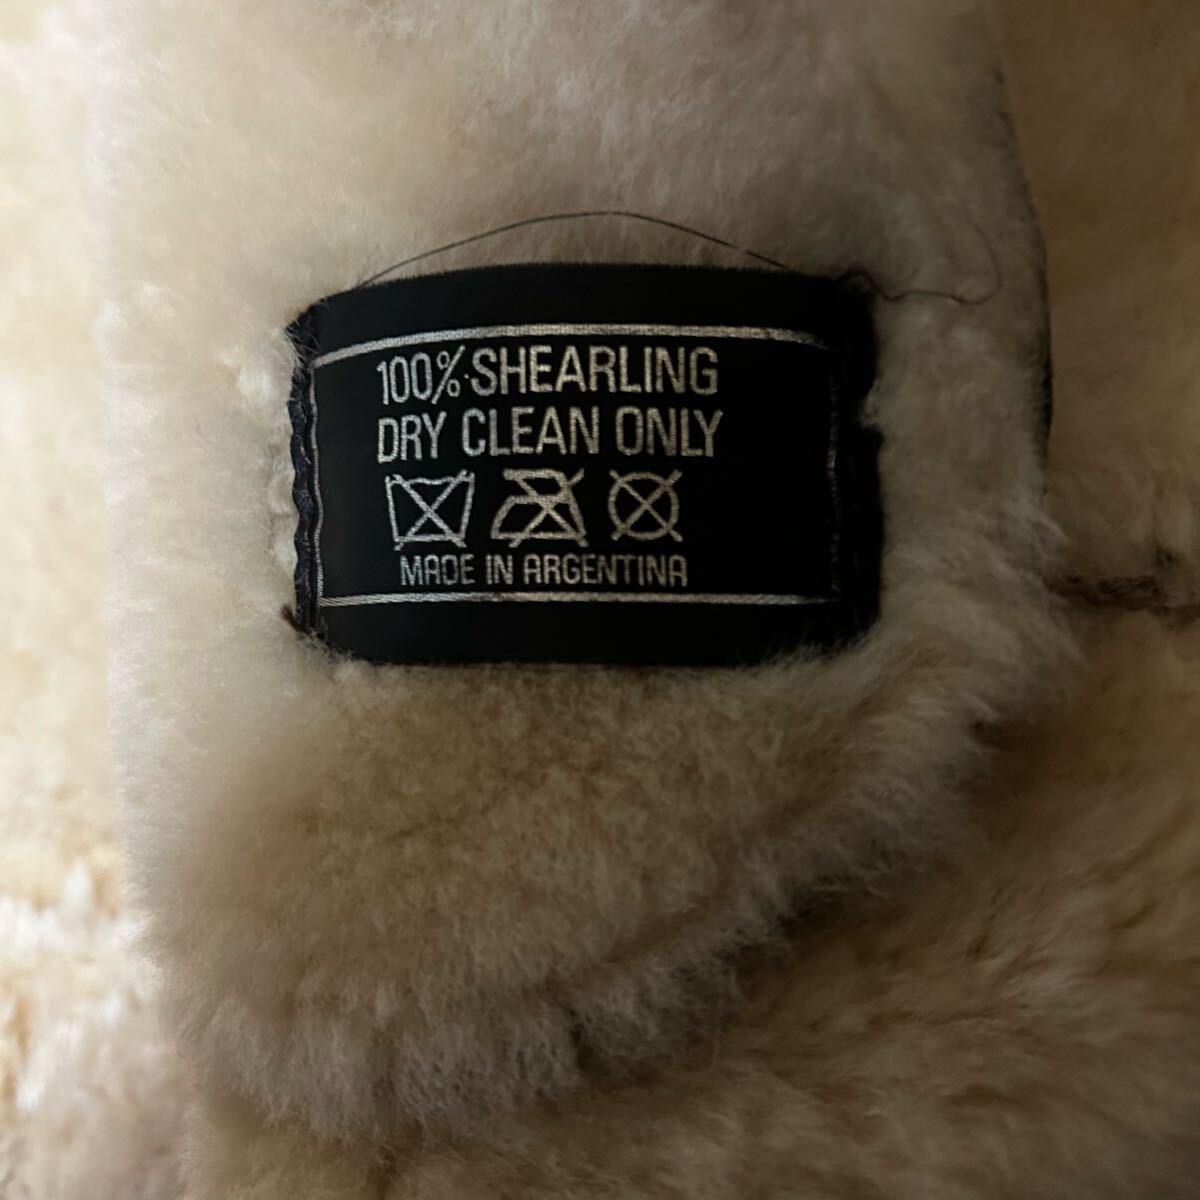 100% SHEARLING
DRY CLEAN ONLY
MADE IN ARGENTINA